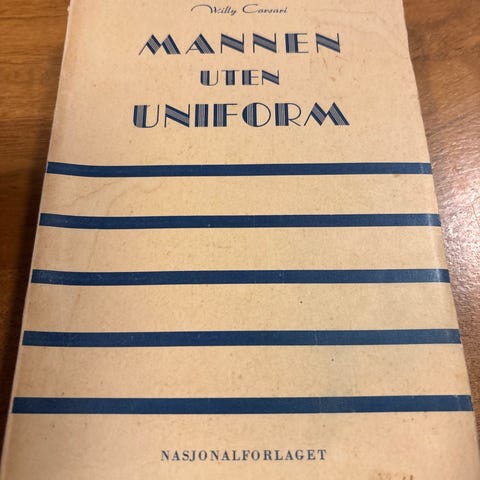 Willy Corsari
MANNEN
UTEN
UNIFORM
NASJONALFORLAGET